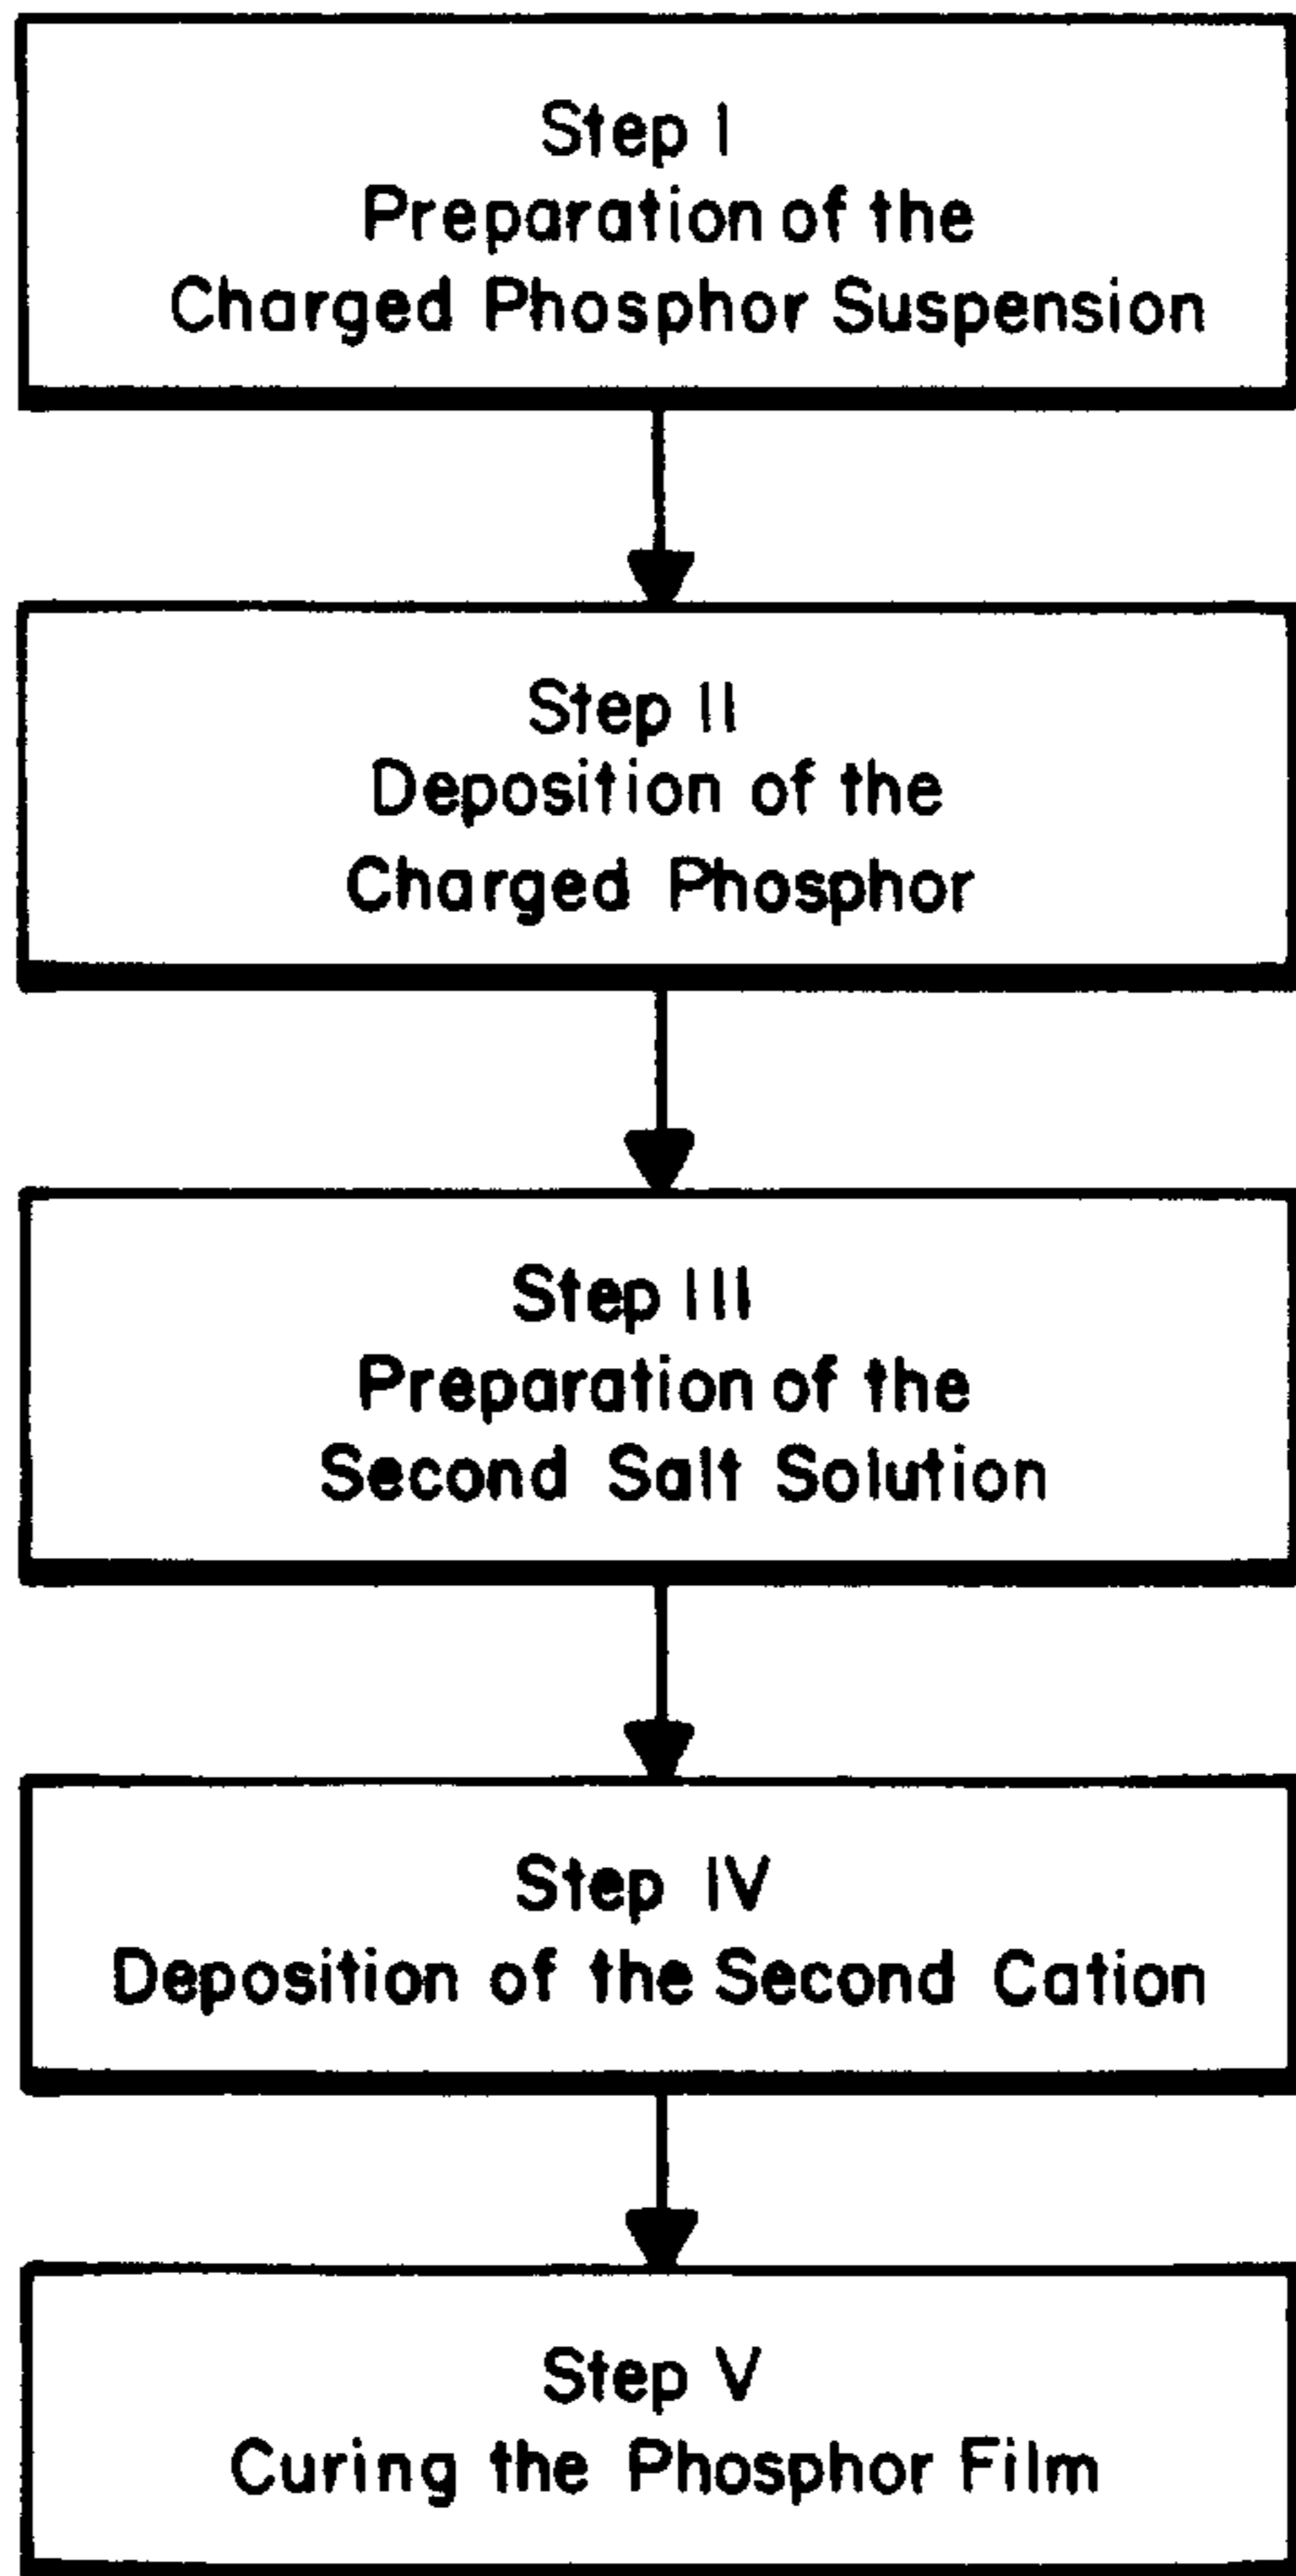 Step I
Preparation of the
Charged Phosphor Suspension
Step II
Deposition of the
Charged Phosphor
Step III
Preparation of the
Second Salt Solution
Step IV
Deposition of the Second Cation
Step V
Curing the Phosphor Film